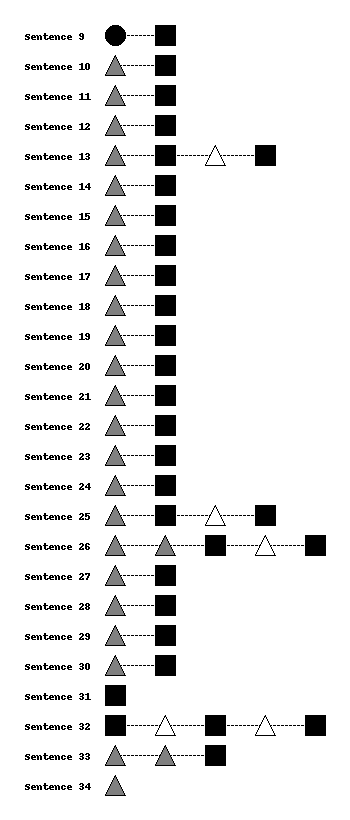 Sentence 9
Sentence 10
Sentence 11
Sentence 12
Sentence 13
Sentence 14
Sentence 15
Sentence 16
Sentence 17
Sentence 18
Sentence 19
Sentence 20
Sentence 21
Sentence 22
Sentence 23
Sentence 24
Sentence 25
Sentence 26
Sentence 27
Sentence 28
Sentence 29
Sentence 30
Sentence 31
Sentence 32
Sentence 33
Sentence 34